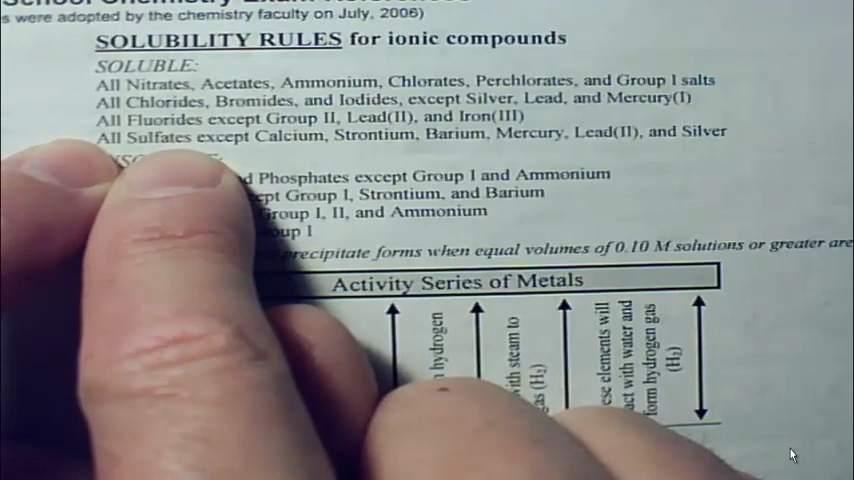 s were adopted by the chemistry faculty on July, 2006)
SOLUBILITY RULES for ionic compounds
SOLUBLE:
All Nitrates, Acetates, Ammonium, Chlorates, Perchlorates, and Group I salts
All Chlorides, Bromides, and Iodides, except Silver, Lead, and Mercury(I)
All Fluorides except Group II, Lead(II), and Iron(III)
All Sulfates except Calcium, Strontium, Barium, Mercury, Lead(II), and Silver
Phosphates except Group I and Ammonium
Group I, Strontium, and Barium
Group I, II, and Ammonium
I
precipitate forms when equal volumes of 0.10 M solutions or greater are
Activity Series of Metals
hydrogen
with steam to
gas (H2)
these elements will
act with water and
form hydrogen gas
(H2)